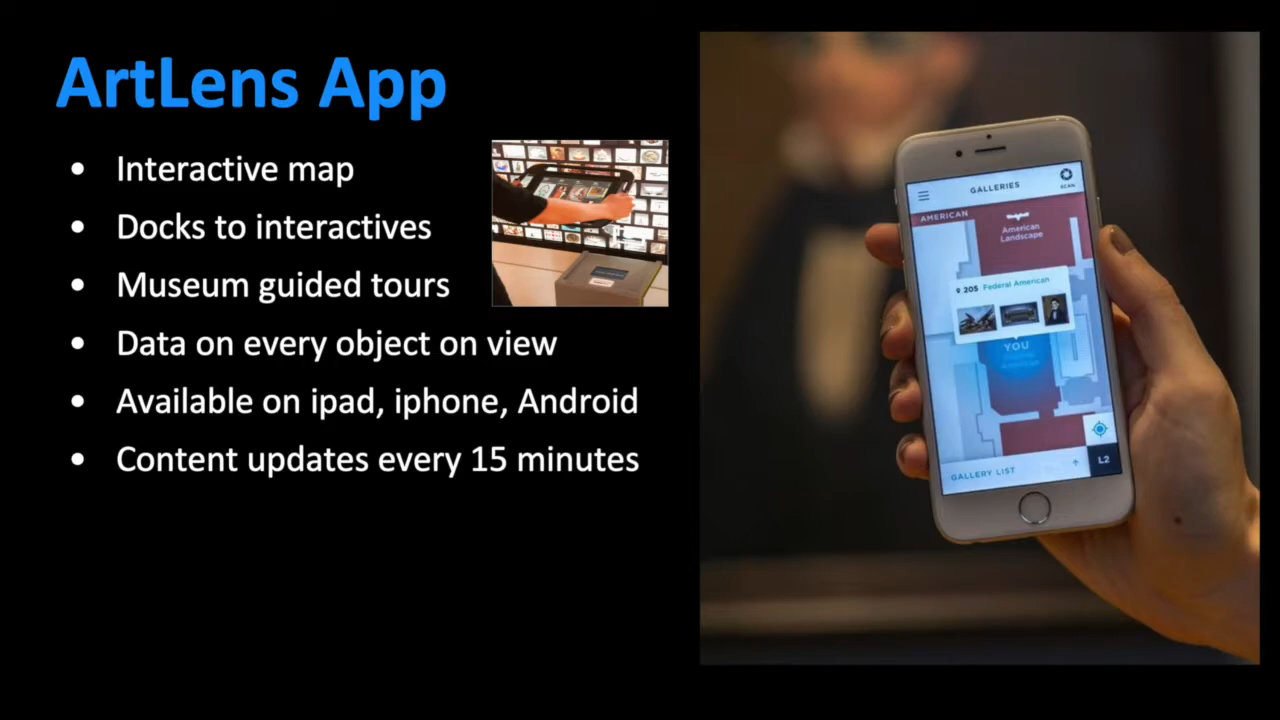 ArtLens App
• Interactive map
• Docks to interactives
• Museum guided tours
• Data on every object on view
• Available on ipad, iphone, Android
• Content updates every 15 minutes
GALLERIES
SCAN
AMERICAN
American
Landscape
205 Federal American
YOU
GALLERY LIST
L2